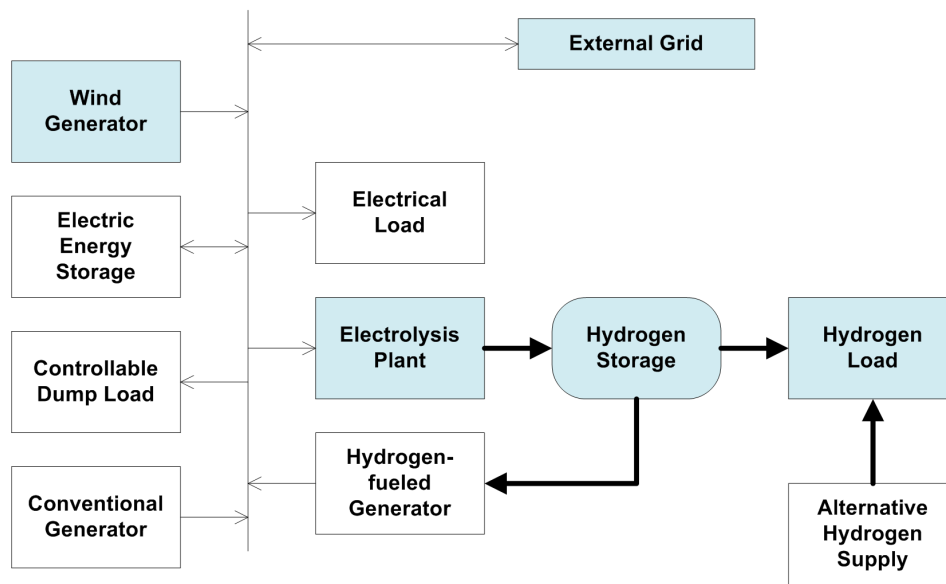 External Grid
Wind
Generator
Electric
Energy
Storage
Electrical
Load
Controllable
Dump Load
Electrolysis
Plant
Hydrogen
Storage
Hydrogen
Load
Conventional
Generator
Hydrogen-
fueled
Generator
Alternative
Hydrogen
Supply